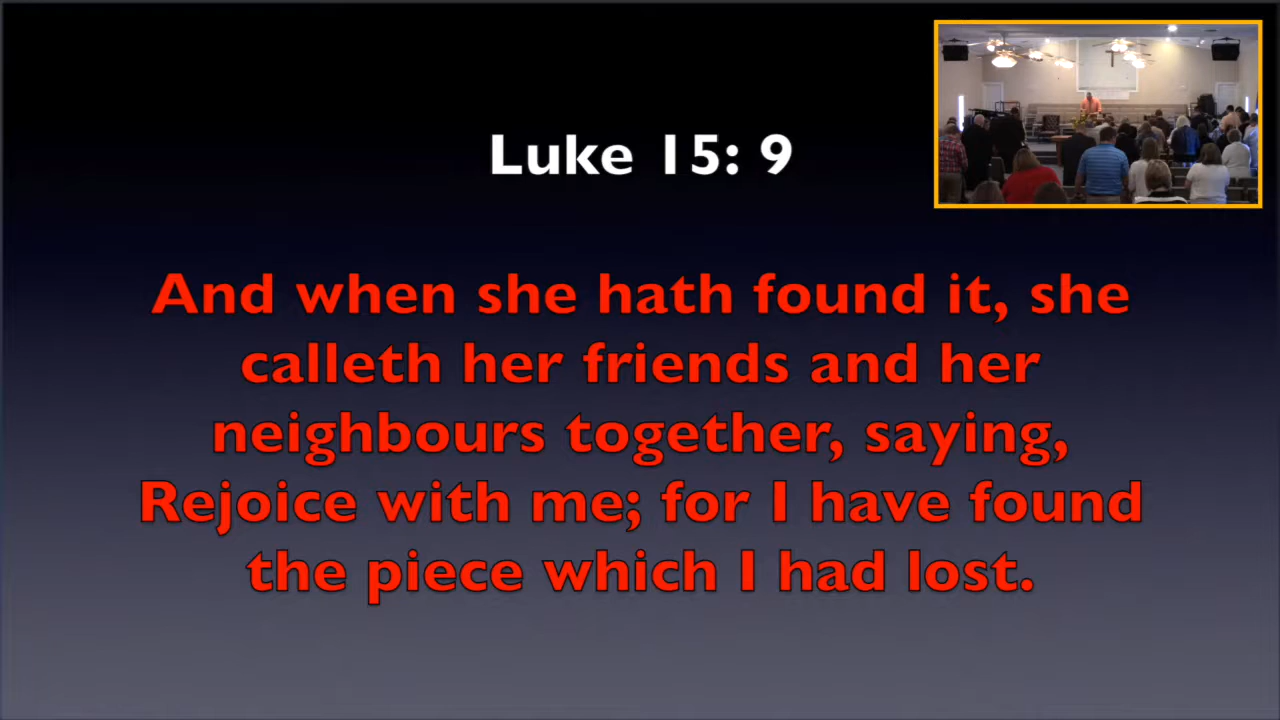 Luke 15: 9
And when she hath found it, she
calleth her friends and her
neighbours together, saying,
Rejoice with me; for I have found
the piece which I had lost.